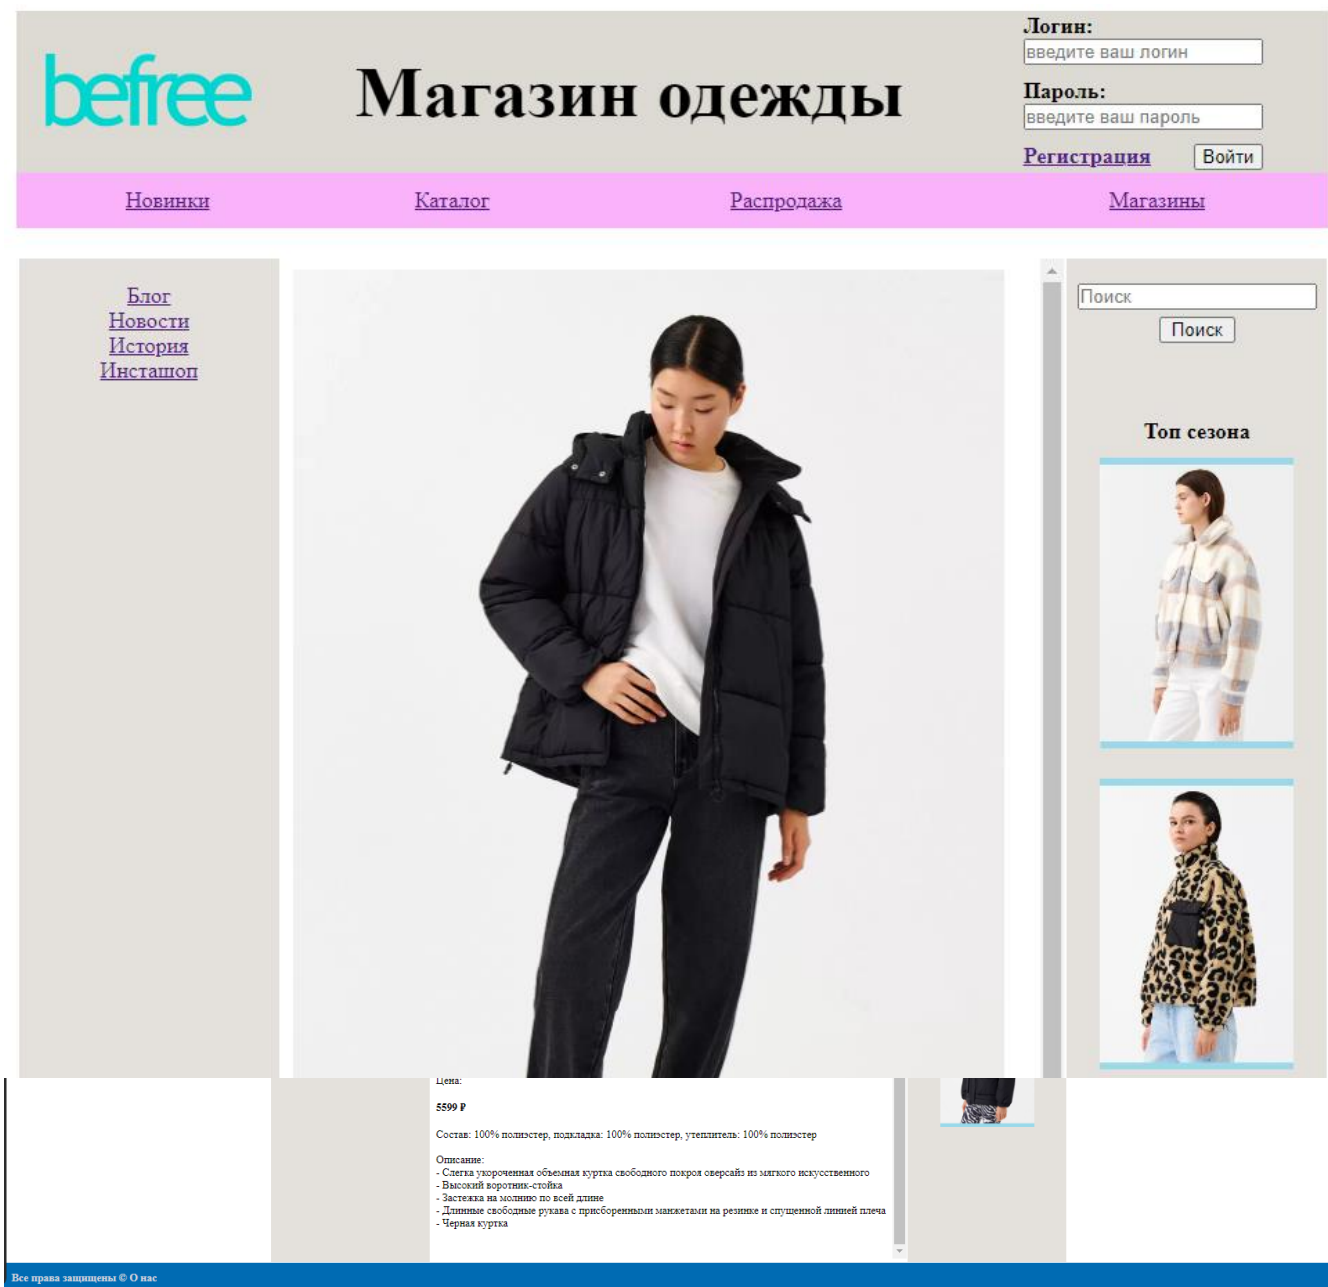 befree
Магазин одежды
Логин:
введите ваш логин
Пароль:
введите ваш пароль
Регистрация Войти
Новинки Каталог Распродажа Магазины
Блог
Новости
История
Инсташоп
Поиск
Поиск
Топ сезона
Цена:
5599 ₽
Состав: 100% полиэстер, подкладка: 100% полиэстер, утеплитель: 100% полиэстер
Описание:
- Слегка укороченная объемная куртка свободного покроя оверсайз из мягкого искусственного
- Высокий воротник-стойка
- Застежка на молнию по всей длине
- Длинные свободные рукава с присборенными манжетами на резинке и спущенной линией плеча
- Черная куртка
Все права защищены © О нас